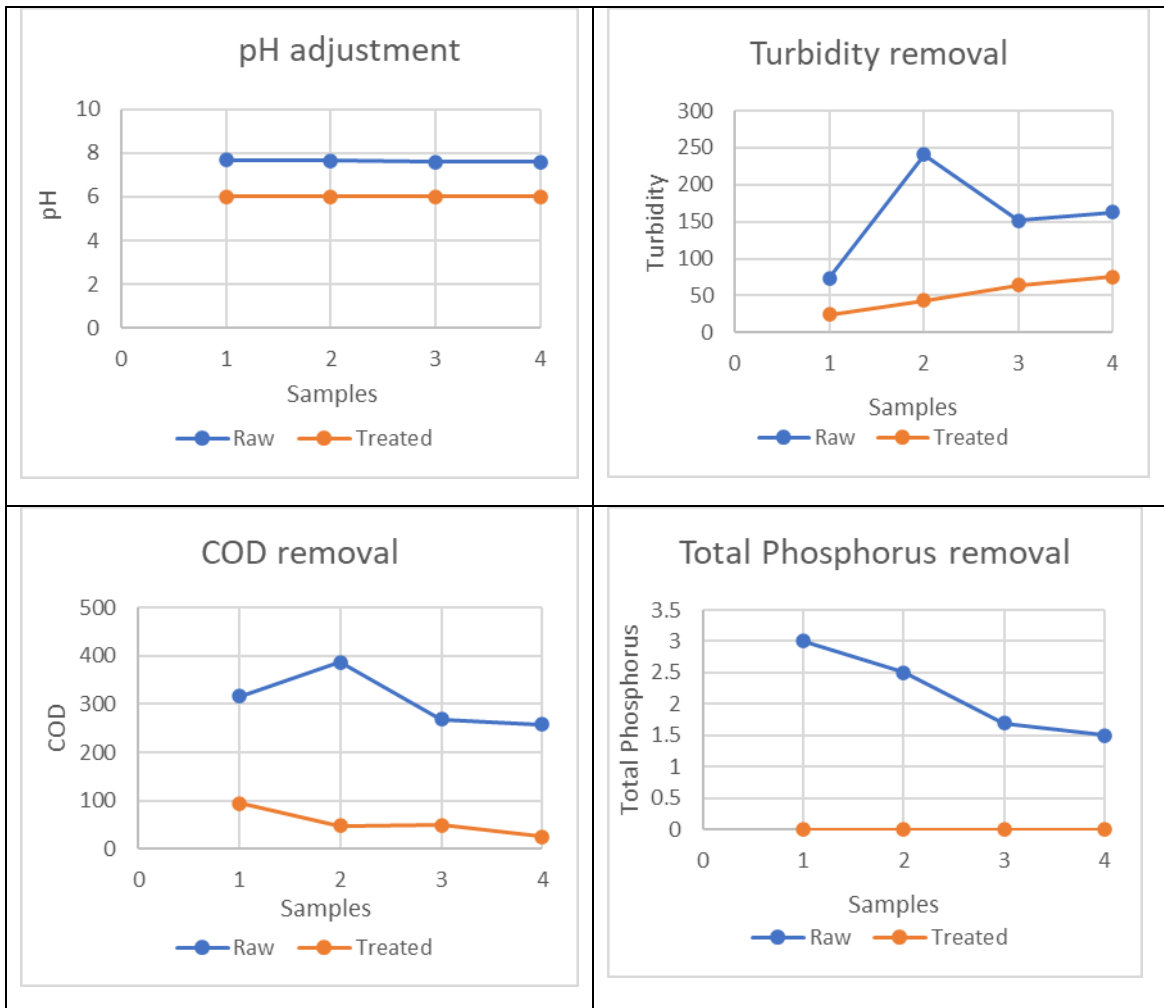 pH adjustment
10
8
6
4
2
0
pH
0 1 2 3 4
Samples
Raw Treated
Turbidity removal
300
250
200
150
100
50
0
Turbidity
0 1 2 3 4
Samples
Raw Treated
COD removal
500
400
300
200
100
0
COD
0 1 2 3 4
Samples
Raw Treated
Total Phosphorus removal
3.5
3
2.5
2
1.5
1
0.5
0
Total Phosphorus
0 1 2 3 4
Samples
Raw Treated